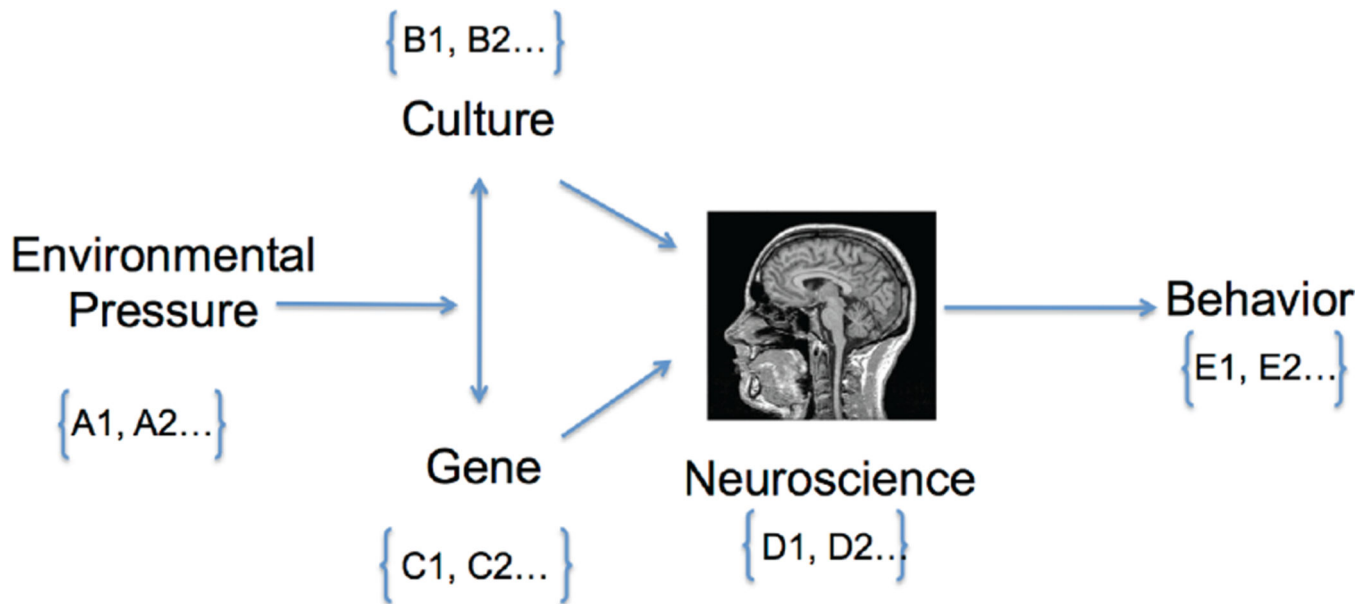 {B1, B2…}
Culture
Environmental
Pressure
{A1, A2…}
Gene
{C1, C2…}
Neuroscience
{D1, D2…}
Behavior
{E1, E2…}